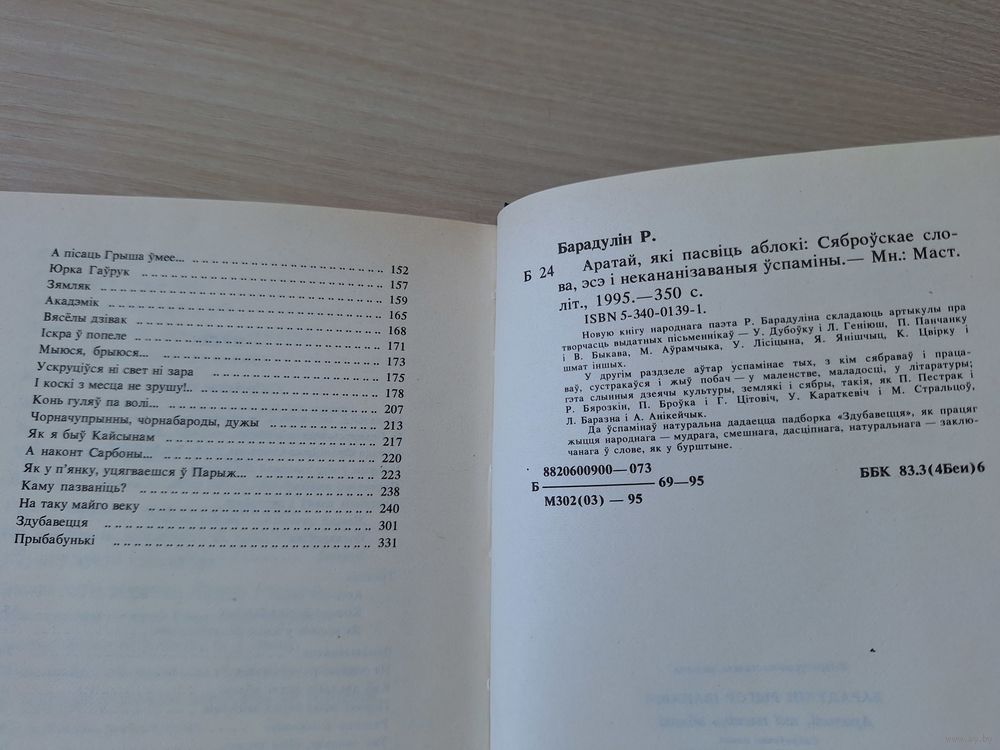 А пісаць Грыша ўмее... 152
Юрка Гаўрук 157
Зямляк 159
Акадэмік 165
Вясёлы дзівак 168
Іскра ў попеле 171
Мыюся, брыюся... 173
Ускруціўся ні свет ні зара 175
І коскі з месца не зрушу!.. 178
Конь гуляў па волі... 207
Чорначупрынны, чорнабароды, дужы 213
Як я быў Кайсынам 217
А наконт Сарбоны... 220
Як у п'янку, уцягваешся ў Парыж... 223
Каму пазваніць? 238
На таку майго веку 240
Здубавецця 301
Прыбабунькі 331
Барадулін Р.
Б 24 Аратай, які пасвіць аблокі: Сяброўскае сло-
ва, эсэ і некананізаваныя ўспаміны.— Мн.: Маст.
літ., 1995.—350 с.
ISBN 5-340-0139-1.
Новую кнігу народнага паэта Р. Барадуліна складаюць артыкулы пра
творчасць выдатных пісьменнікаў — У. Дубоўку і Л. Геніюш, П. Панчанку
і В. Быкава, М. Аўрамчыка, У. Лісіцына, Я. Янішчыц, К. Цвірку і
шмат іншых.
У другім раздзеле аўтар успамінае тых, з кім сябраваў і праца-
ваў, сустракаўся і жыў побач — у маленстве, маладосці, у літаратуры;
гэта слынныя дзеячы культуры, землякі і сябры, такія, як П. Пестрак і
Р. Бярозкін, П. Броўка і Г. Цітовіч, У. Караткевіч і М. Стральцоў,
Л. Баразна і А. Анікейчык.
Да ўспамінаў натуральна дадаецца падборка «Здубавецця», як працяг
жыцця народнага — мудрага, смешнага, дасціпнага, натуральнага — заклю-
чанага ў слове, як у бурштыне.
8820600900—073
Б 69—95
М302(03) — 95
ББК 83.3(4Беи)6